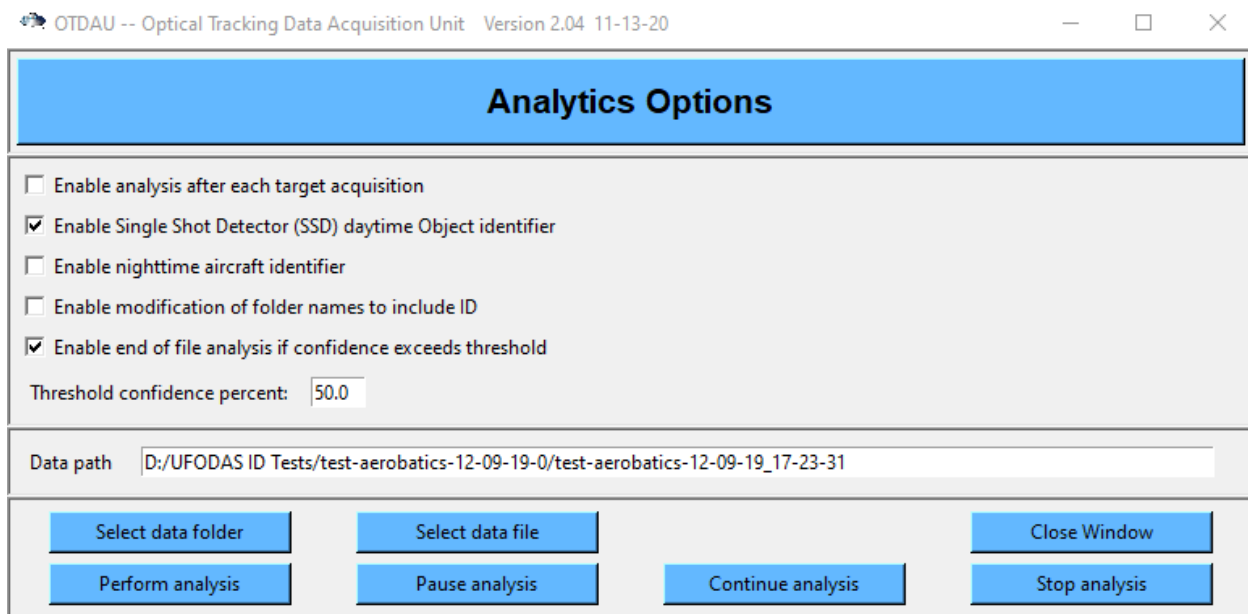 OTDAU -- Optical Tracking Data Acquisition Unit Version 2.04 11-13-20
Analytics Options
Enable analysis after each target acquisition
Enable Single Shot Detector (SSD) daytime Object identifier
Enable nighttime aircraft identifier
Enable modification of folder names to include ID
Enable end of file analysis if confidence exceeds threshold
Threshold confidence percent: 50.0
Data path D:/UFODAS ID Tests/test-aerobatics-12-09-19-0/test-aerobatics-12-09-19_17-23-31
Select data folder Select data file Close Window
Perform analysis Pause analysis Continue analysis Stop analysis